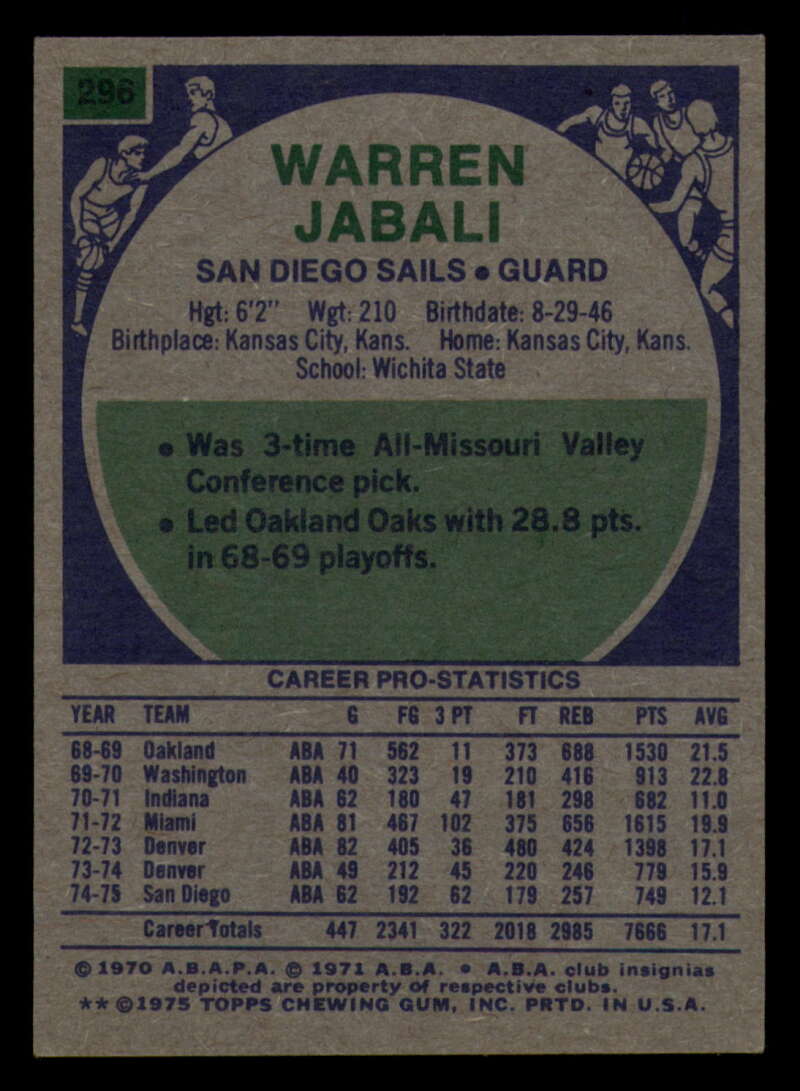 296
WARREN
JABALI
SAN DIEGO SAILS • GUARD
Hgt: 6'2" Wgt: 210 Birthdate: 8-29-46
Birthplace: Kansas City, Kans. Home: Kansas City, Kans.
School: Wichita State
• Was 3-time All-Missouri Valley
Conference pick.
• Led Oakland Oaks with 28.8 pts.
in 68-69 playoffs.
CAREER PRO-STATISTICS
YEAR TEAM G FG 3 PT FT REB PTS AVG
68-69 Oakland ABA 71 562 11 373 688 1530 21.5
69-70 Washington ABA 40 323 19 210 416 913 22.8
70-71 Indiana ABA 62 180 47 181 298 682 11.0
71-72 Miami ABA 81 467 102 375 656 1615 19.9
72-73 Denver ABA 82 405 36 480 424 1398 17.1
73-74 Denver ABA 49 212 45 220 246 779 15.9
74-75 San Diego ABA 62 192 62 179 257 749 12.1
Career Totals 447 2341 322 2018 2985 7666 17.1
© 1970 A.B.A.P.A. © 1971 A.B.A. • A.B.A. club insignias
depicted are property of respective clubs.
** © 1975 TOPPS CHEWING GUM, INC. PRTD. IN U.S.A.